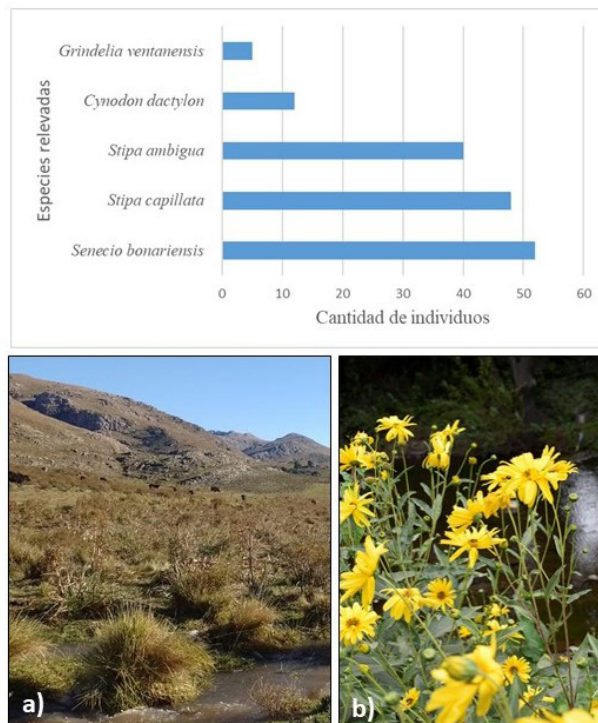 Especies relevadas
Grindelia ventanensis
Cynodon dactylon
Stipa ambigua
Stipa capillata
Senecio bonariensis
0 10 20 30 40 50 60
Cantidad de individuos
a)
b)